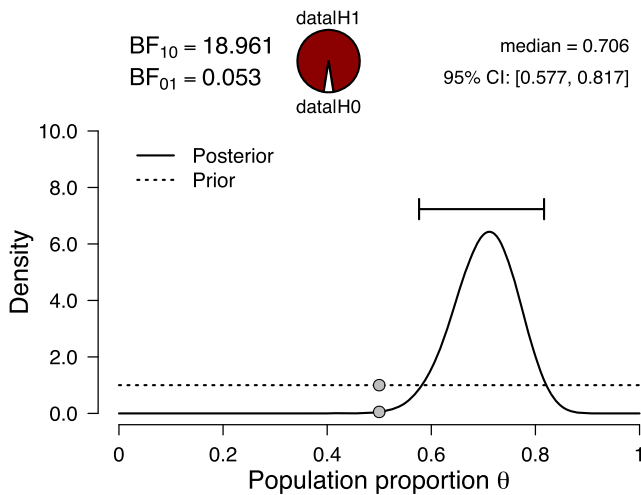 data|H1
BF₁₀ = 18.961
median = 0.706
BF₀₁ = 0.053
95% CI: [0.577, 0.817]
data|H0
10.0
8.0
6.0
4.0
2.0
0.0
Density
Posterior
Prior
0 0.2 0.4 0.6 0.8 1
Population proportion θ